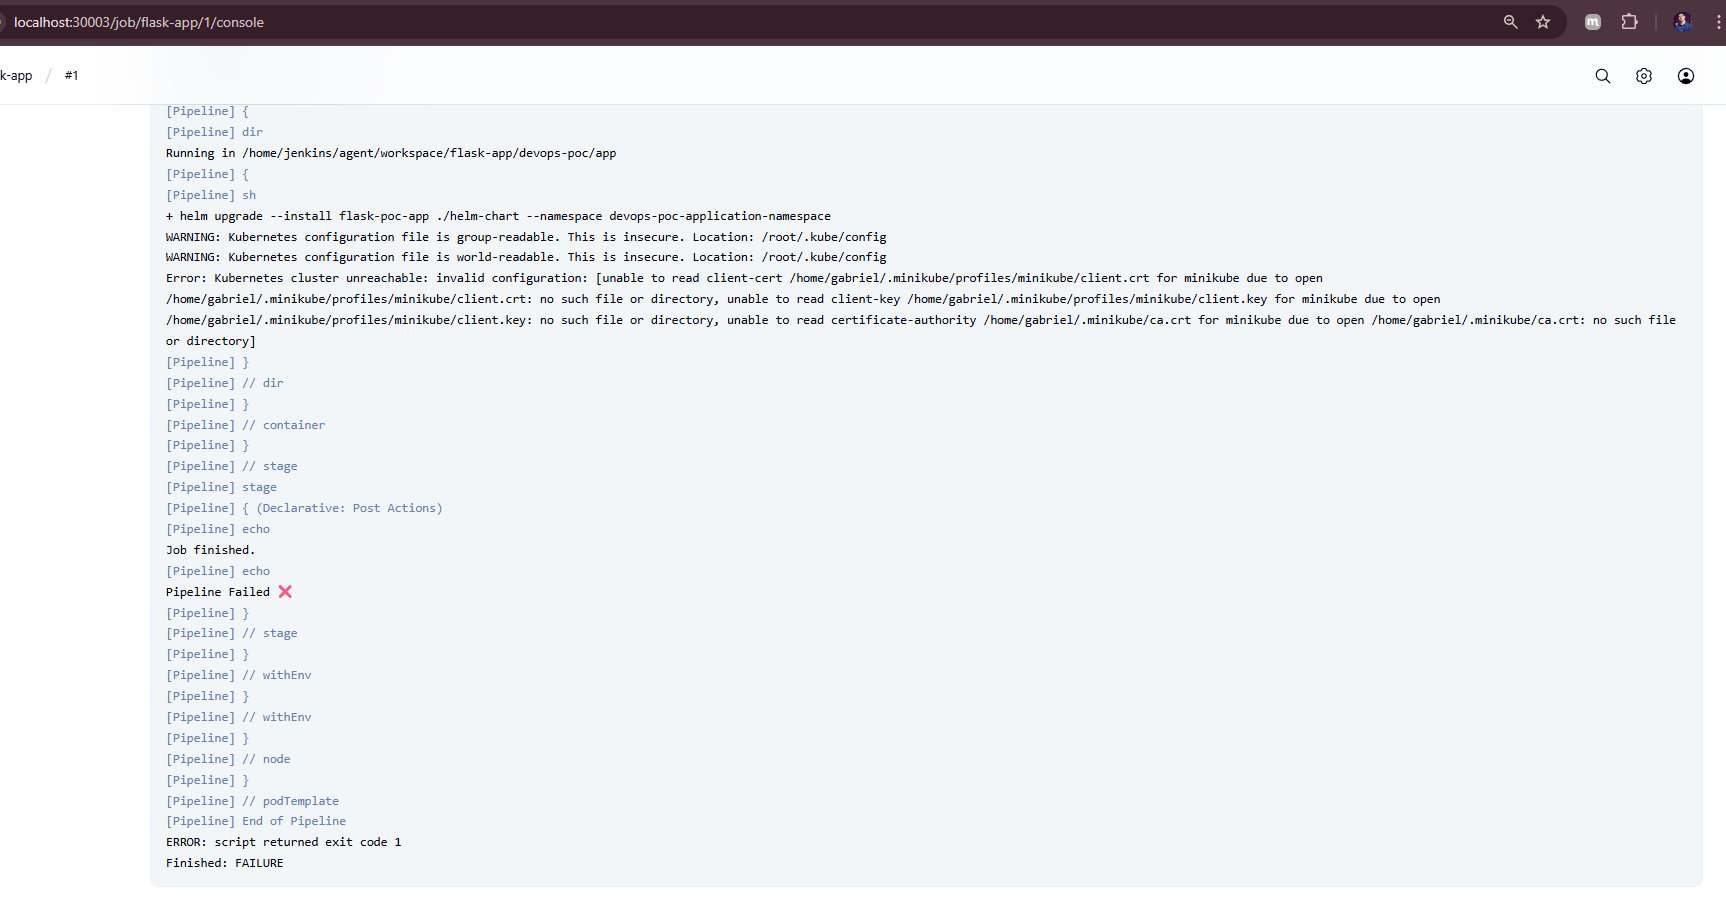 localhost:30003/job/flask-app/1/console
k-app / #1
[Pipeline] {
[Pipeline] dir
Running in /home/jenkins/agent/workspace/flask-app/devops-poc/app
[Pipeline] {
[Pipeline] sh
+ helm upgrade --install flask-poc-app ./helm-chart --namespace devops-poc-application-namespace
WARNING: Kubernetes configuration file is group-readable. This is insecure. Location: /root/.kube/config
WARNING: Kubernetes configuration file is world-readable. This is insecure. Location: /root/.kube/config
Error: Kubernetes cluster unreachable: invalid configuration: [unable to read client-cert /home/gabriel/.minikube/profiles/minikube/client.crt for minikube due to open
/home/gabriel/.minikube/profiles/minikube/client.crt: no such file or directory, unable to read client-key /home/gabriel/.minikube/profiles/minikube/client.key for minikube due to open
/home/gabriel/.minikube/profiles/minikube/client.key: no such file or directory, unable to read certificate-authority /home/gabriel/.minikube/ca.crt for minikube due to open /home/gabriel/.minikube/ca.crt: no such file
or directory]
[Pipeline] }
[Pipeline] // dir
[Pipeline] }
[Pipeline] // container
[Pipeline] }
[Pipeline] // stage
[Pipeline] stage
[Pipeline] { (Declarative: Post Actions)
[Pipeline] echo
Job finished.
[Pipeline] echo
Pipeline Failed ❌
[Pipeline] }
[Pipeline] // stage
[Pipeline] }
[Pipeline] // withEnv
[Pipeline] }
[Pipeline] // withEnv
[Pipeline] }
[Pipeline] // node
[Pipeline] }
[Pipeline] // podTemplate
[Pipeline] End of Pipeline
ERROR: script returned exit code 1
Finished: FAILURE